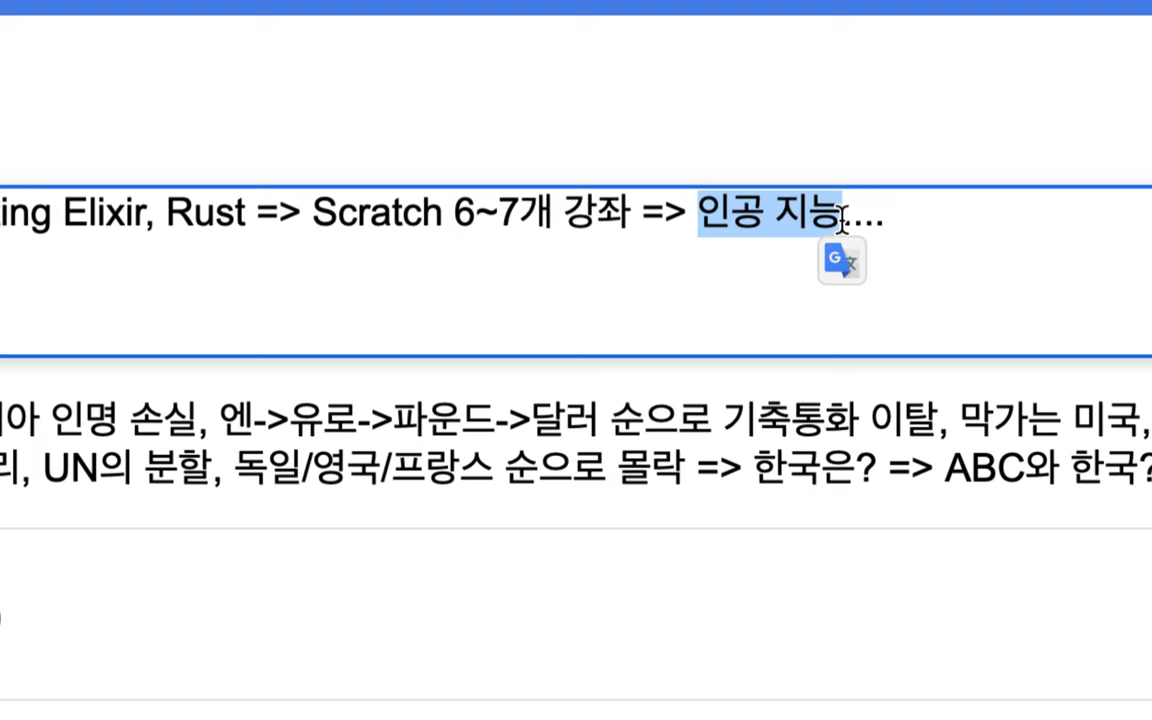 ing Elixir, Rust => Scratch 6~7개 강좌 => 인공 지능....
아 인명 손실, 엔->유로->파운드->달러 순으로 기축통화 이탈, 막가는 미국,
리, UN의 분할, 독일/영국/프랑스 순으로 몰락 => 한국은? => ABC와 한국?
)